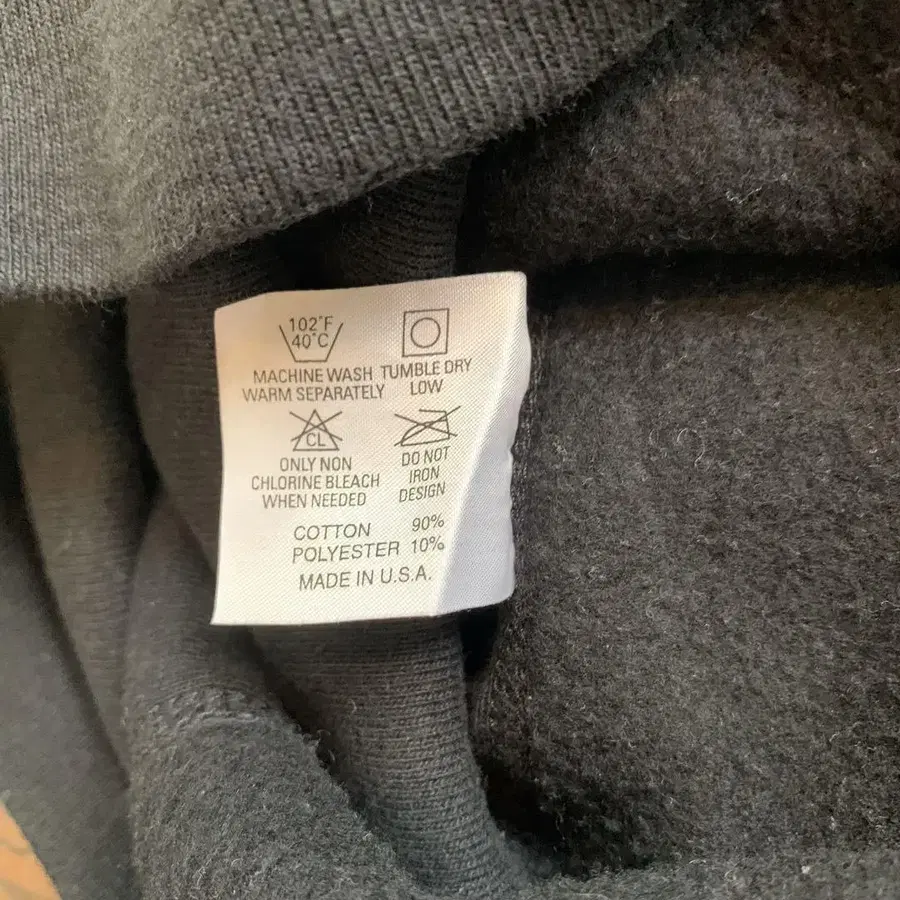 102°F
40°C
MACHINE WASH
WARM SEPARATELY
TUMBLE DRY
LOW
CL
ONLY NON
CHLORINE BLEACH
WHEN NEEDED
DO NOT
IRON
DESIGN
COTTON 90%
POLYESTER 10%
MADE IN U.S.A.